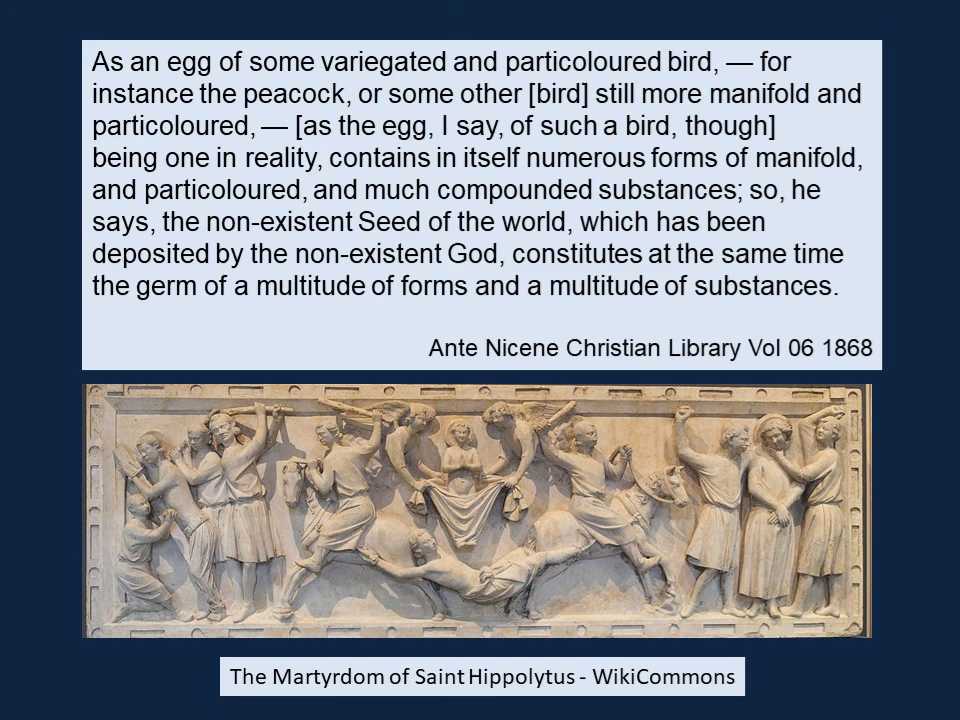 As an egg of some variegated and particoloured bird, — for
instance the peacock, or some other [bird] still more manifold and
particoloured, — [as the egg, I say, of such a bird, though]
being one in reality, contains in itself numerous forms of manifold,
and particoloured, and much compounded substances; so, he
says, the non-existent Seed of the world, which has been
deposited by the non-existent God, constitutes at the same time
the germ of a multitude of forms and a multitude of substances.
Ante Nicene Christian Library Vol 06 1868
The Martyrdom of Saint Hippolytus - WikiCommons